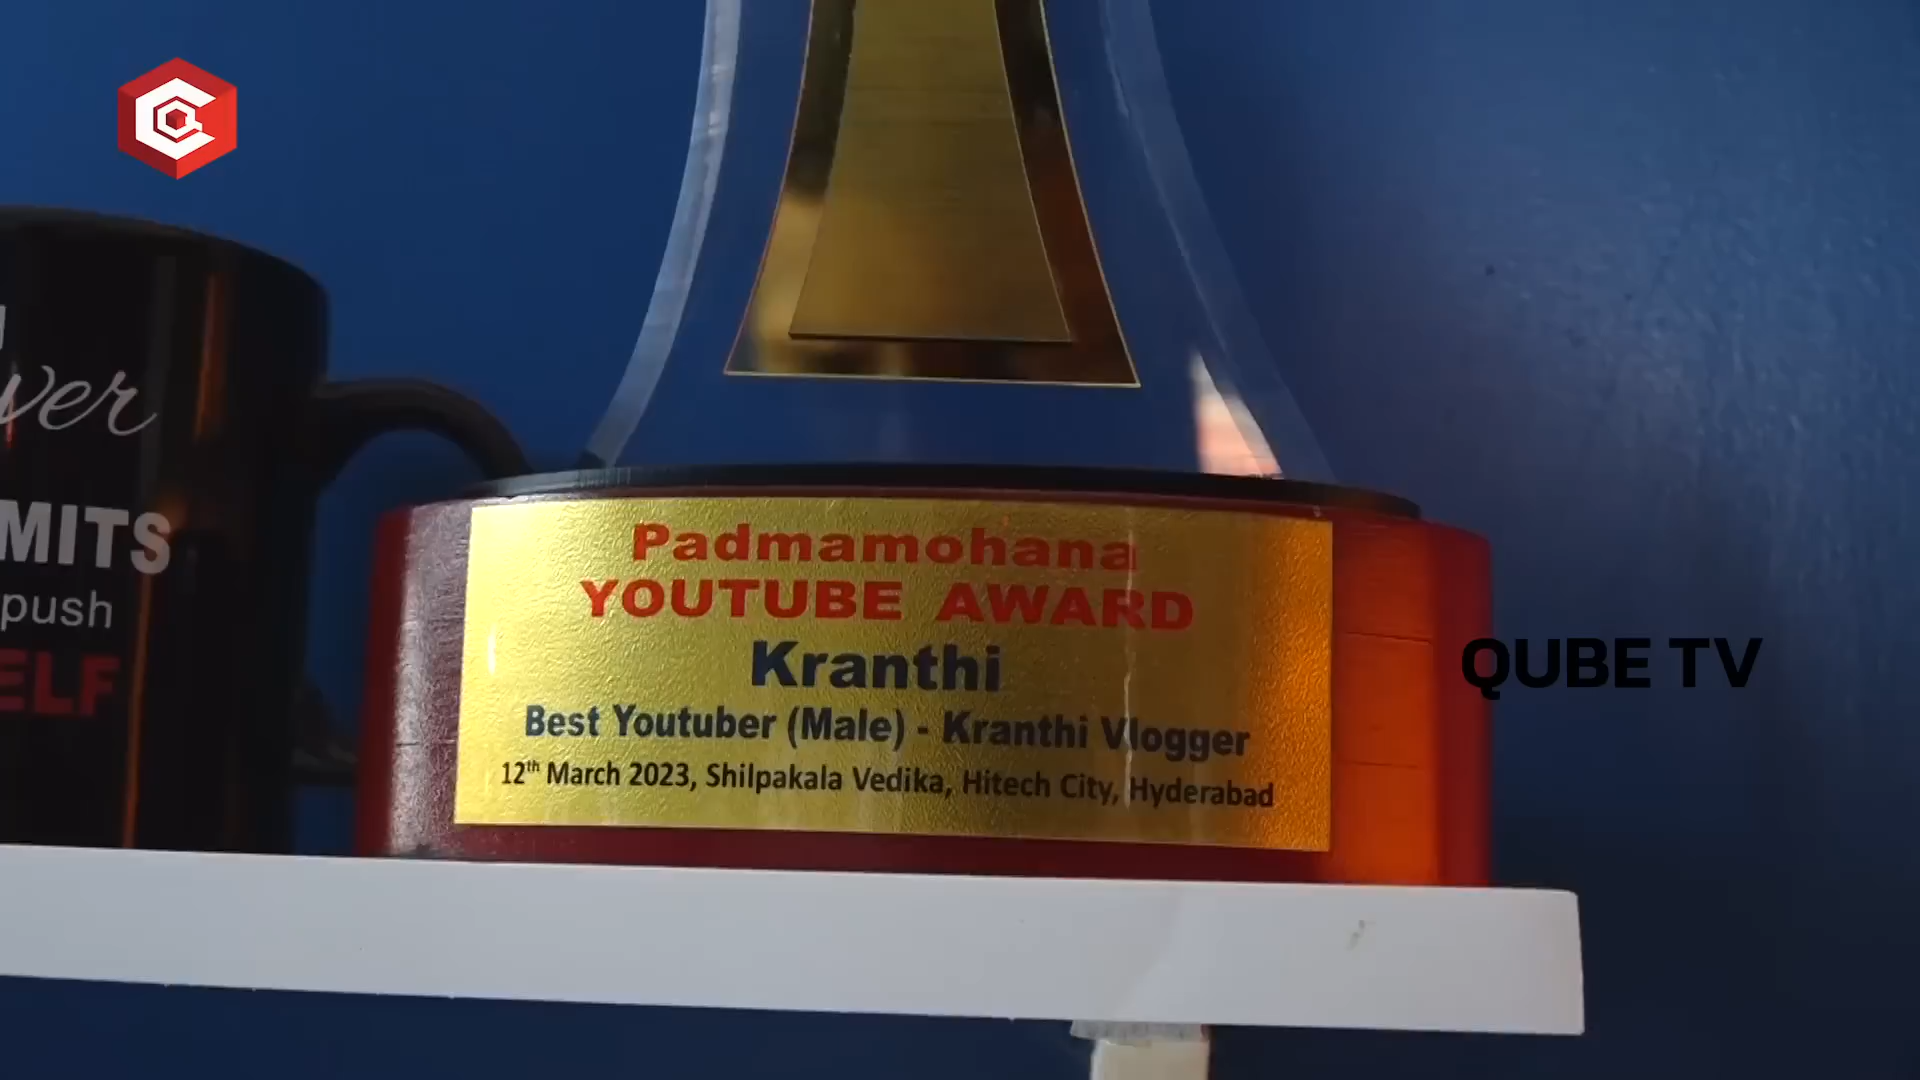 ver
MITS
push
ELF
Padmamohana
YOUTUBE AWARD
Kranthi
Best Youtuber (Male) - Kranthi Vlogger
12th March 2023, Shilpakala Vedika, Hitech City, Hyderabad
QUBE TV